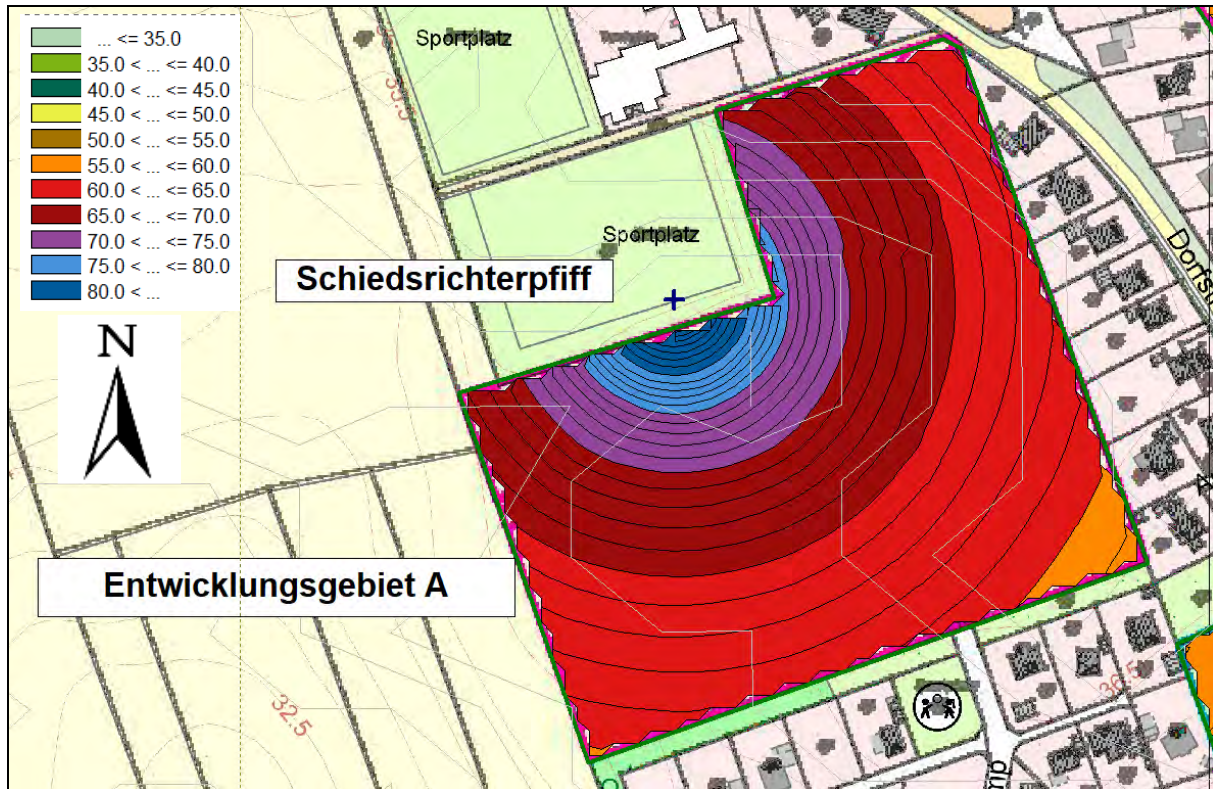 ... <= 35.0
35.0 < ... <= 40.0
40.0 < ... <= 45.0
45.0 < ... <= 50.0
50.0 < ... <= 55.0
55.0 < ... <= 60.0
60.0 < ... <= 65.0
65.0 < ... <= 70.0
70.0 < ... <= 75.0
75.0 < ... <= 80.0
80.0 < ...
N
Sportplatz
Sportplatz
Schiedsrichterpfiff
Entwicklungsgebiet A
32.5
36.5